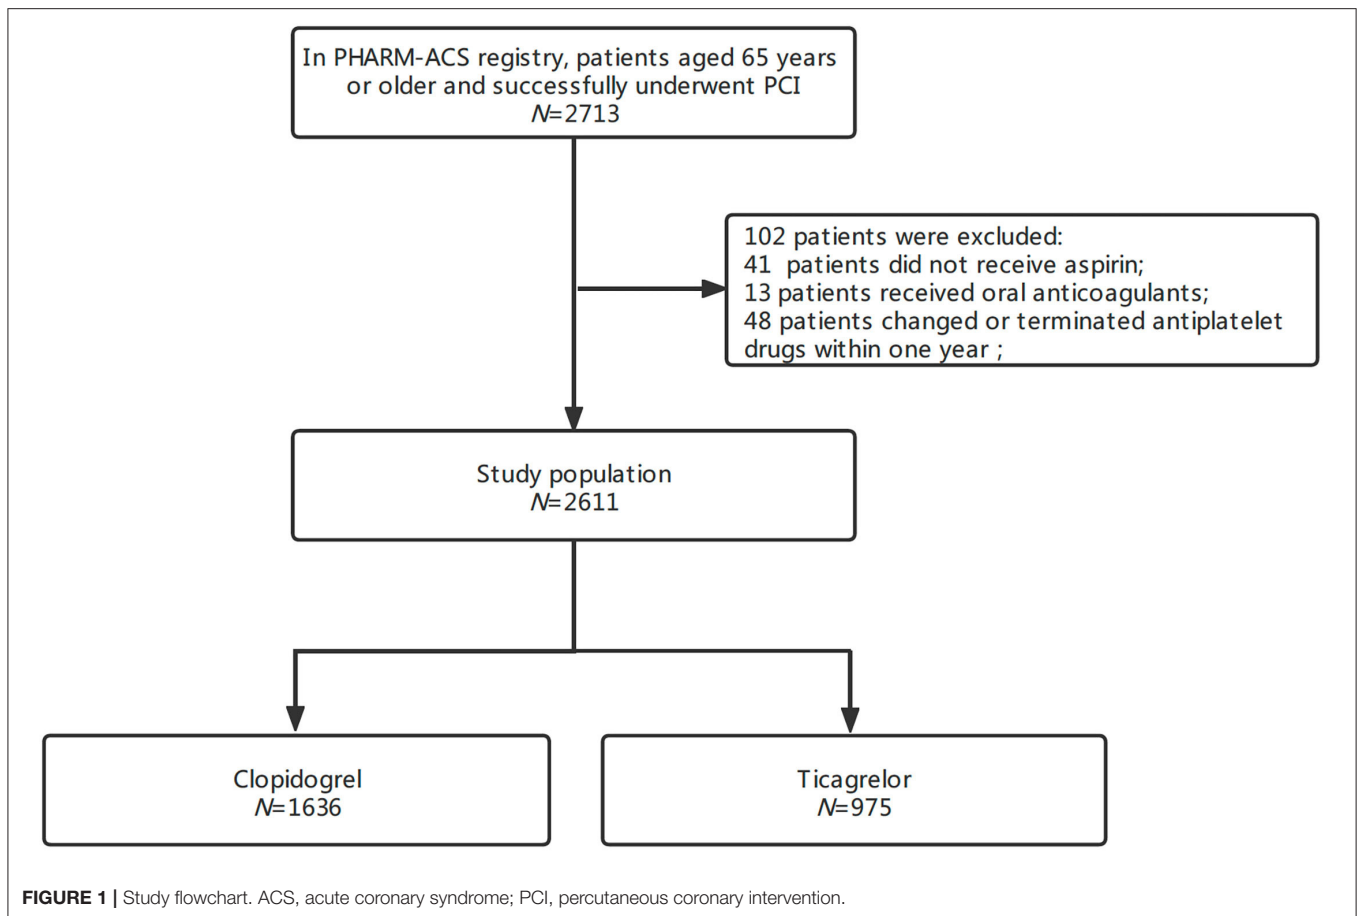 In PHARM-ACS registry, patients aged 65 years
or older and successfully underwent PCI
N=2713
102 patients were excluded:
41 patients did not receive aspirin;
13 patients received oral anticoagulants;
48 patients changed or terminated antiplatelet
drugs within one year ;
Study population
N=2611
Clopidogrel
N=1636
Ticagrelor
N=975
FIGURE 1 | Study flowchart. ACS, acute coronary syndrome; PCI, percutaneous coronary intervention.